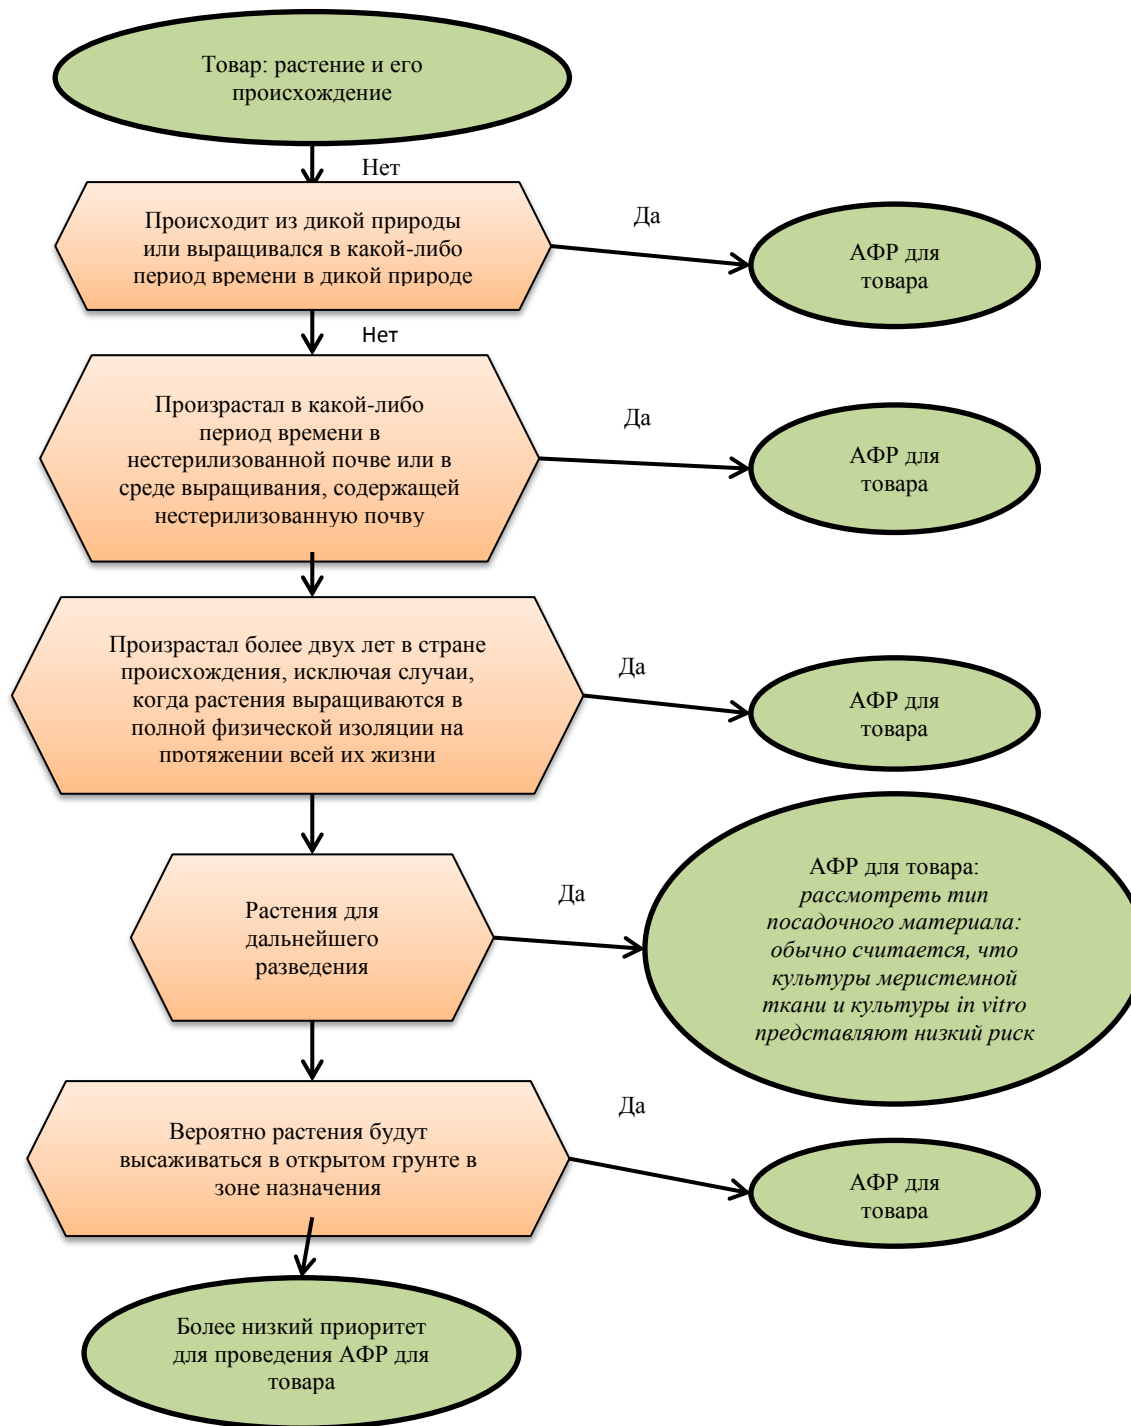 Товар: растение и его
происхождение
Нет
Происходит из дикой природы
или выращивался в какой-либо
период времени в дикой природе
Да
АФР для
товара
Нет
Произрастал в какой-либо
период времени в
нестерилизованной почве или в
среде выращивания, содержащей
нестерилизованную почву
Да
АФР для
товара
Произрастал более двух лет в стране
происхождения, исключая случаи,
когда растения выращиваются в
полной физической изоляции на
протяжении всей их жизни
Да
АФР для
товара
Растения для
дальнейшего
разведения
Да
АФР для товара:
рассмотреть тип
посадочного материала:
обычно считается, что
культуры меристемной
ткани и культуры in vitro
представляют низкий риск
Вероятно растения будут
высаживаться в открытом грунте в
зоне назначения
Да
АФР для
товара
Более низкий приоритет
для проведения АФР для
товара